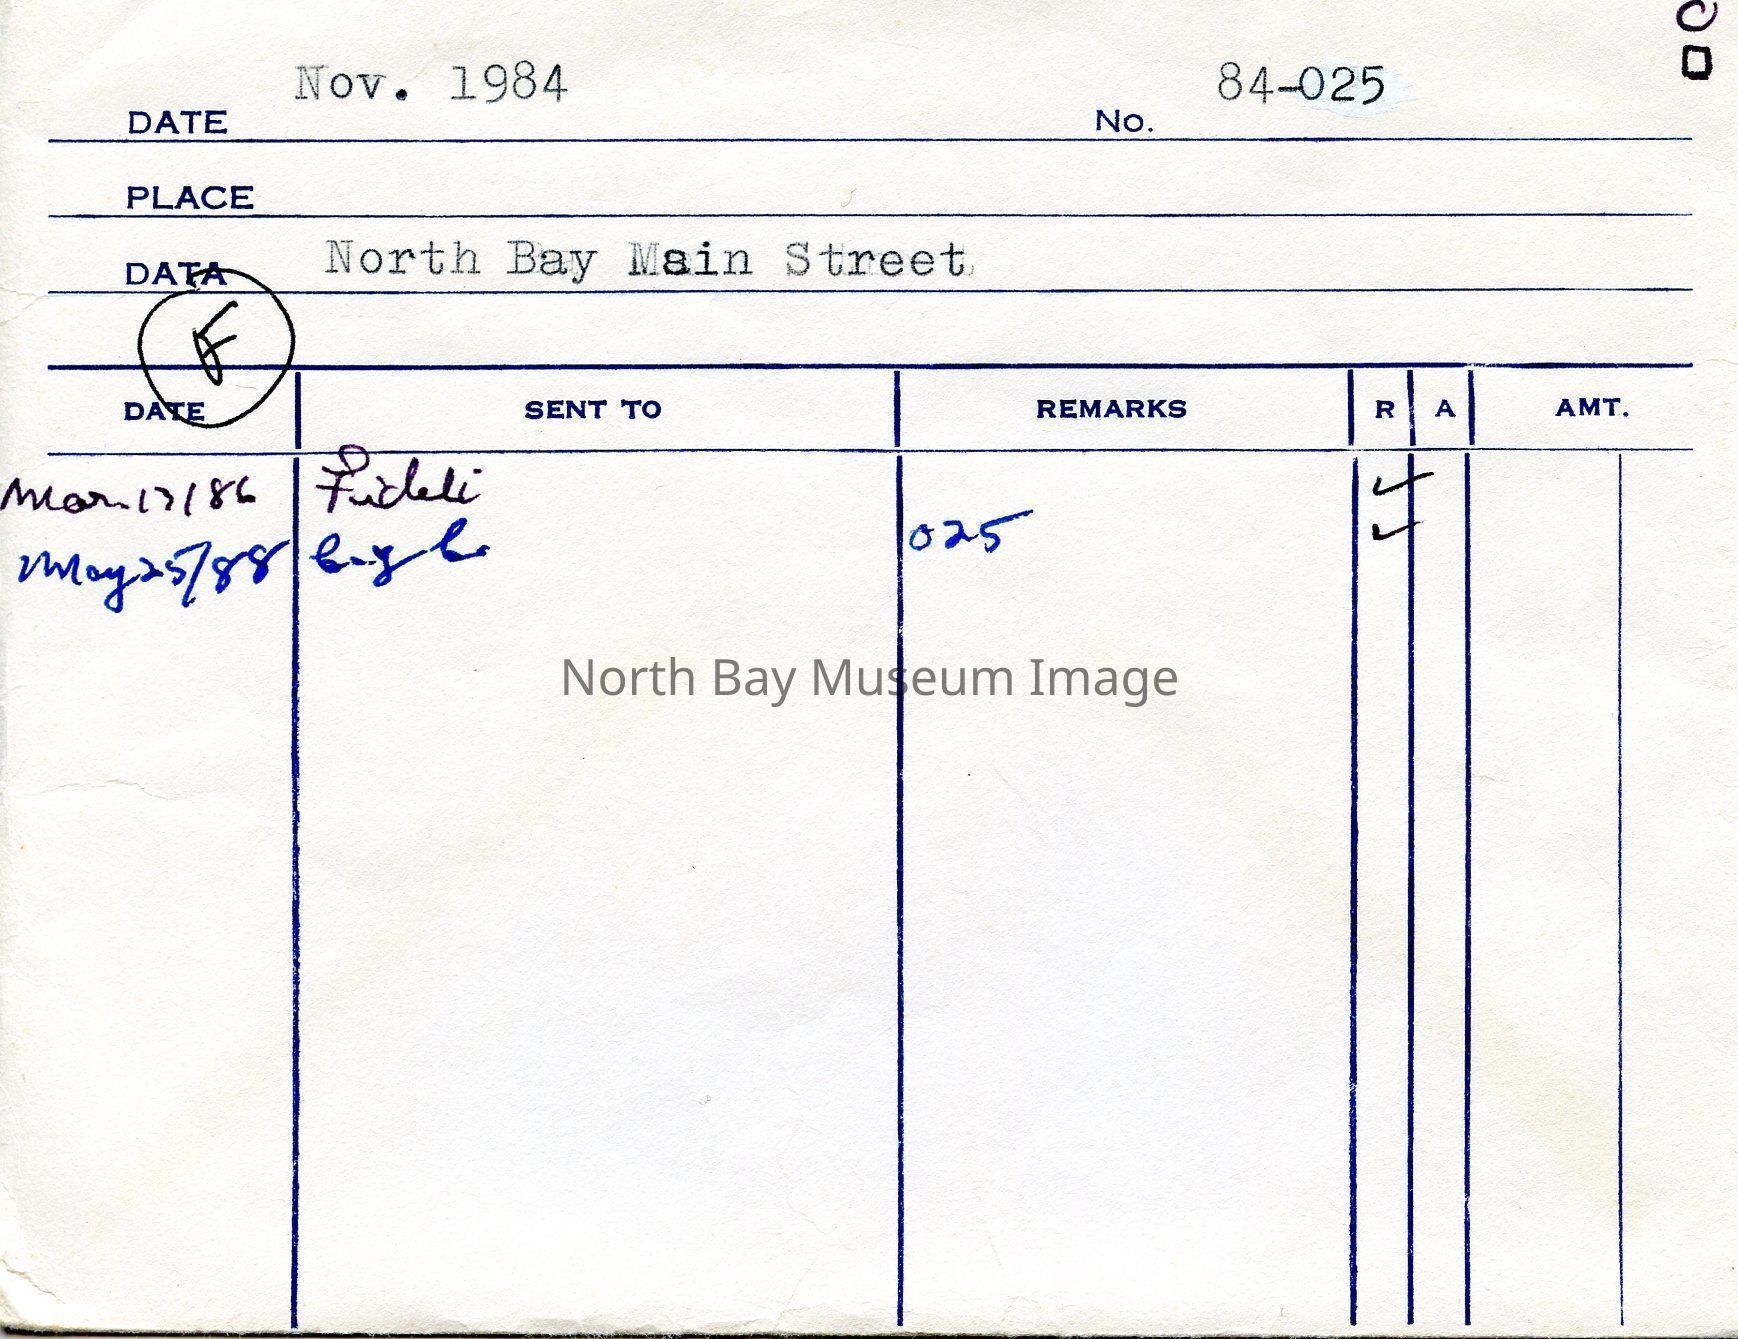 Nov. 1984 84-025
DATE No.
PLACE
DATA North Bay Main Street
F
DATE SENT TO REMARKS R A AMT.
Mar. 17/86 ✓
May 25/88 025 ✓
North Bay Museum Image